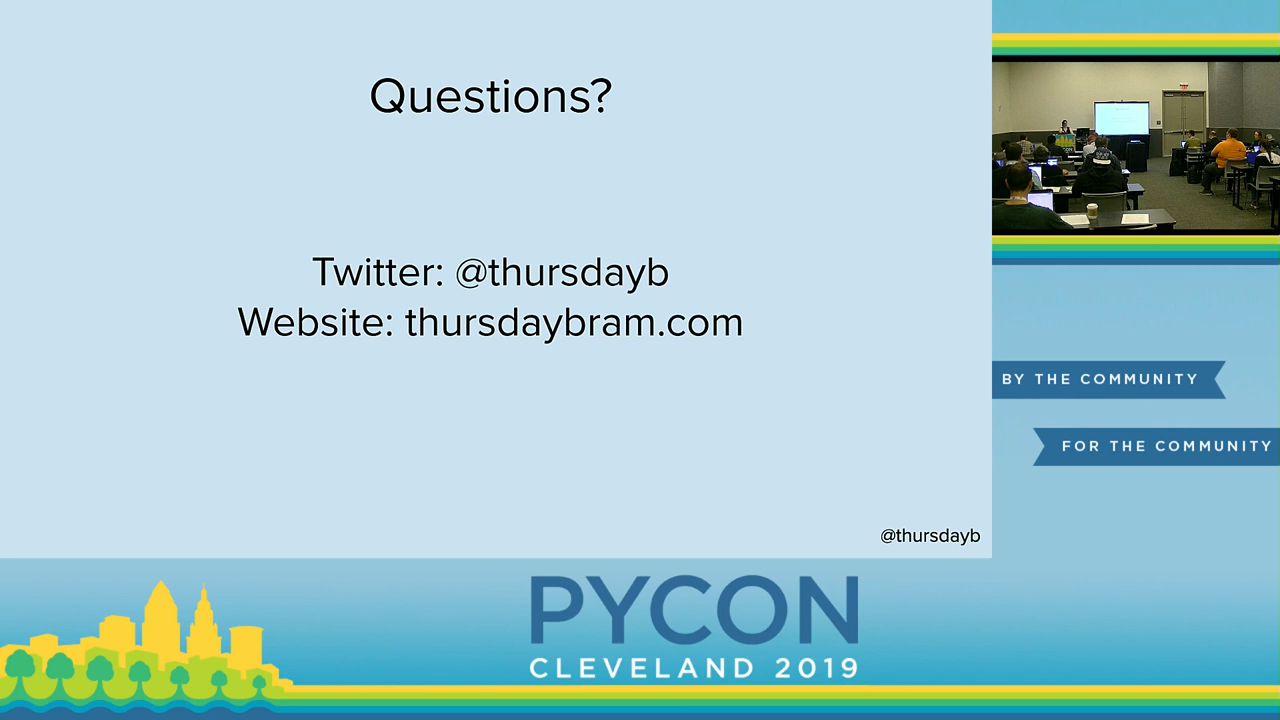 Questions?
Twitter: @thursdayb
Website: thursdaybram.com
@thursdayb
BY THE COMMUNITY
FOR THE COMMUNITY
PYCON
CLEVELAND 2019